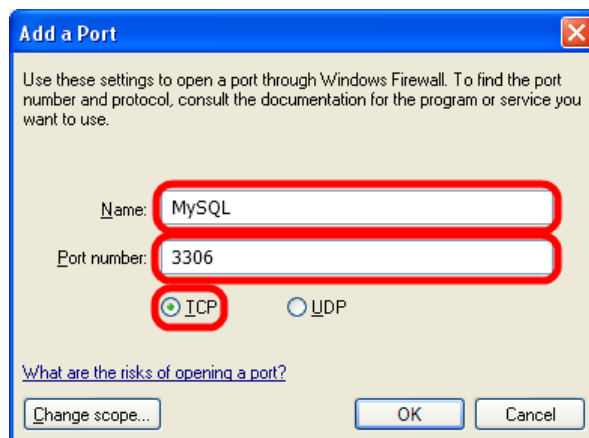 Add a Port
Use these settings to open a port through Windows Firewall. To find the port
number and protocol, consult the documentation for the program or service you
want to use.
Name: MySQL
Port number: 3306
TCP UDP
What are the risks of opening a port?
Change scope... OK Cancel